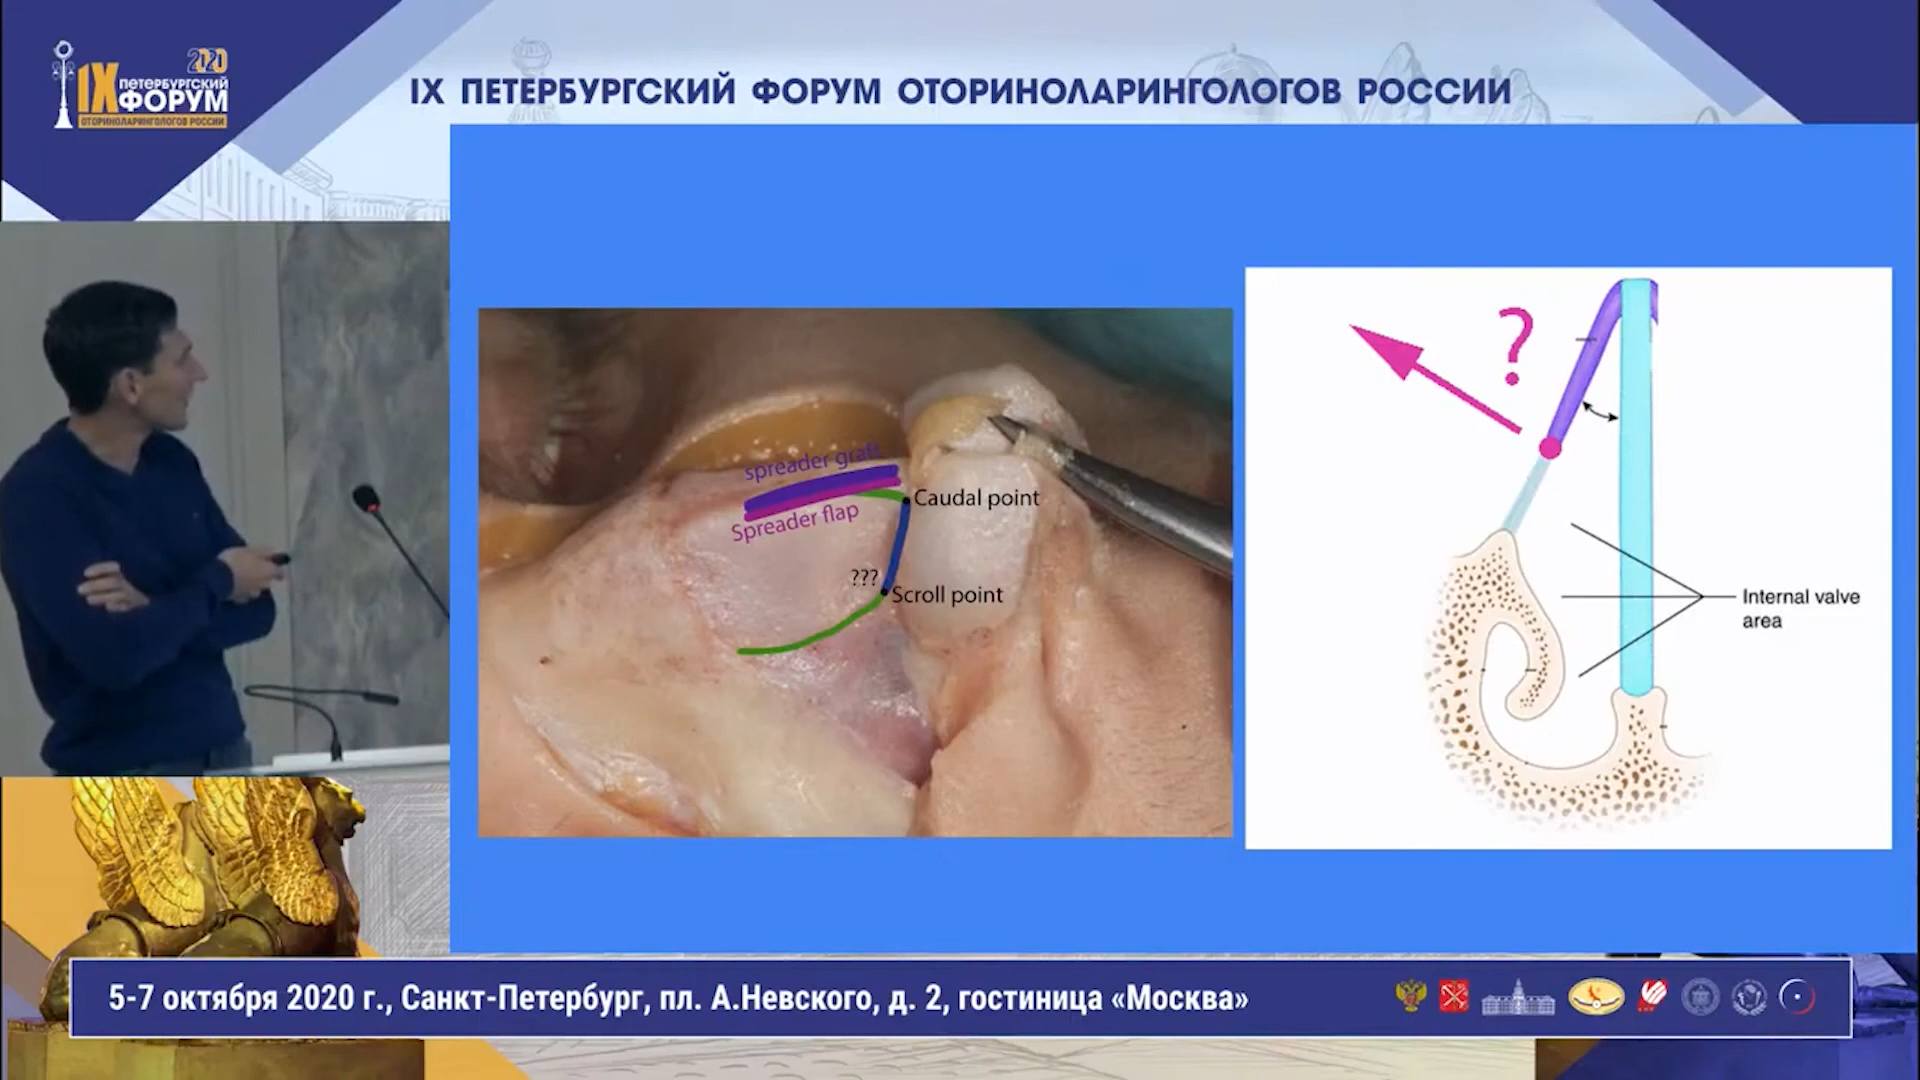 2020
IX ПЕТЕРБУРГСКИЙ
ФОРУМ
ОТОРИНОЛАРИНГОЛОГОВ РОССИИ
IX ПЕТЕРБУРГСКИЙ ФОРУМ ОТОРИНОЛАРИНГОЛОГОВ РОССИИ
spreader graft
Spreader flap
Caudal point
???
Scroll point
?
Internal valve
area
5-7 октября 2020 г., Санкт-Петербург, пл. А.Невского, д. 2, гостиница «Москва»